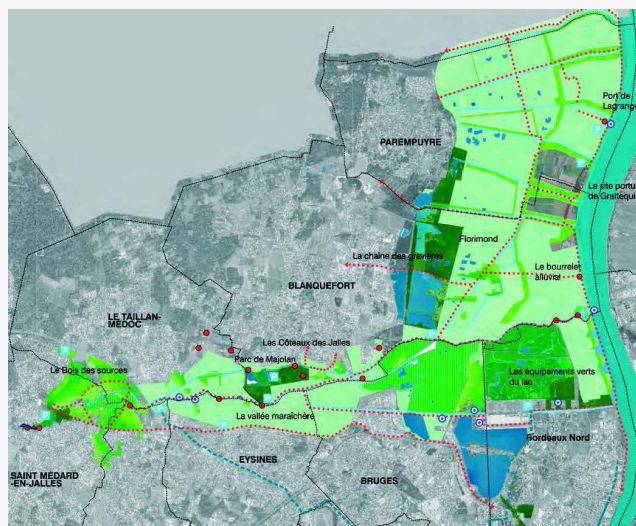 Port de
Lagrange
PAREMPUYRE
P
Le site portu
de Grattequi
Florimond
La chaîne des gravières
Le bourrelet
alluvial
BLANQUEFORT
LE TAILLAN-
MEDOC
Les Côteaux des Jalles
P
Parc de Majolan
Le Bois des sources
Les équipements verts
du lac
P
La vallée maraîchère
P
Bordeaux Nord
EYSINES
SAINT MEDARD
-EN-JALLES
BRUGES